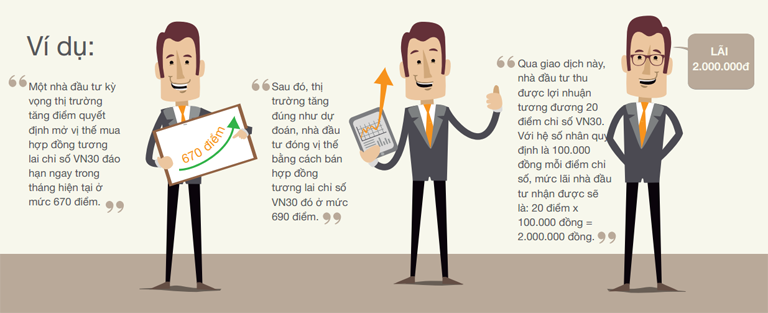 Ví dụ:
Một nhà đầu tư kỳ
vọng thị trường
tăng điểm quyết
định mở vị thế mua
hợp đồng tương
lai chỉ số VN30 đáo
hạn ngay trong
tháng hiện tại ở
mức 670 điểm.
670 điểm
Sau đó, thị
trường tăng
đúng như dự
đoán, nhà đầu
tư đóng vị thế
bằng cách bán
hợp đồng
tương lai chỉ số
VN30 đó ở mức
690 điểm.
Qua giao dịch này,
nhà đầu tư thu
được lợi nhuận
tương đương 20
điểm chỉ số VN30.
Với hệ số nhân quy
định là 100.000
đồng mỗi điểm chỉ
số, mức lãi nhà đầu
tư nhận được sẽ
là: 20 điểm x
100.000 đồng =
2.000.000 đồng.
LÃI
2.000.000đ